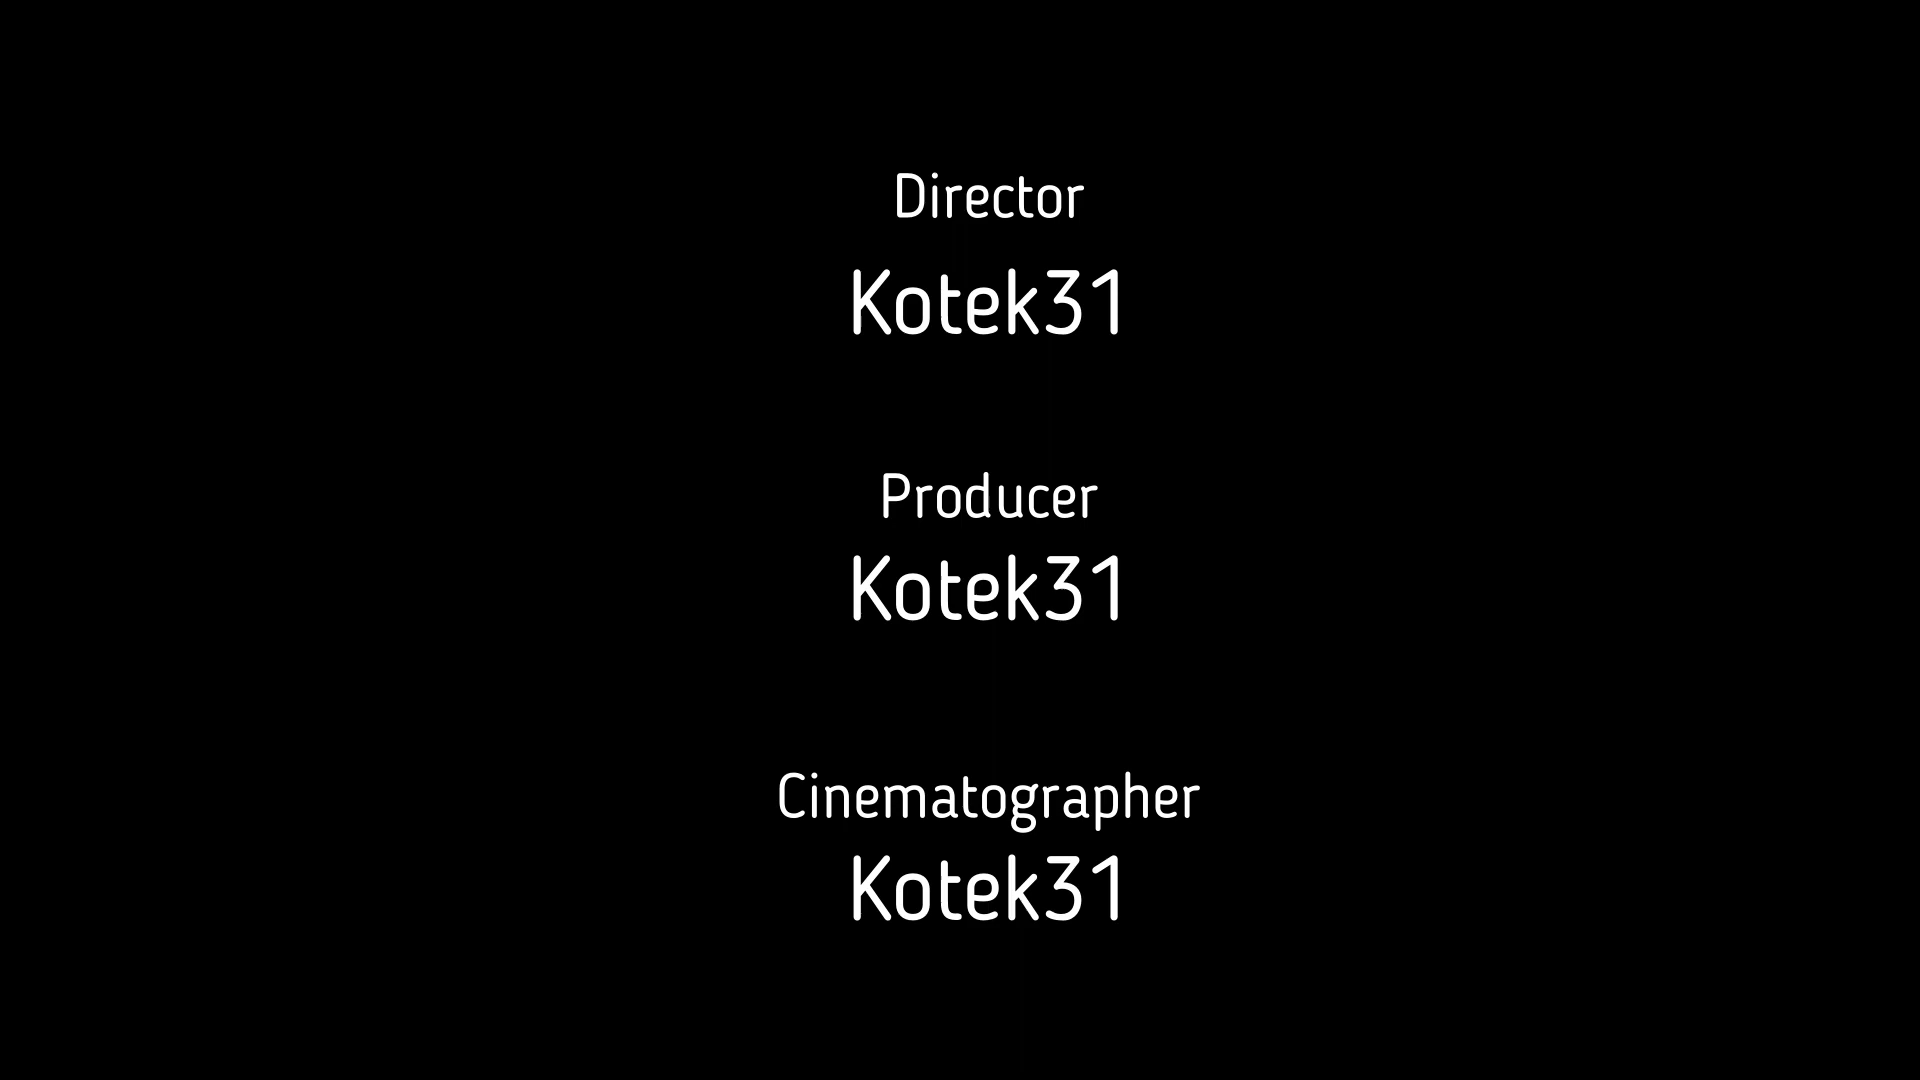 Director
Kotek31
Producer
Kotek31
Cinematographer
Kotek31